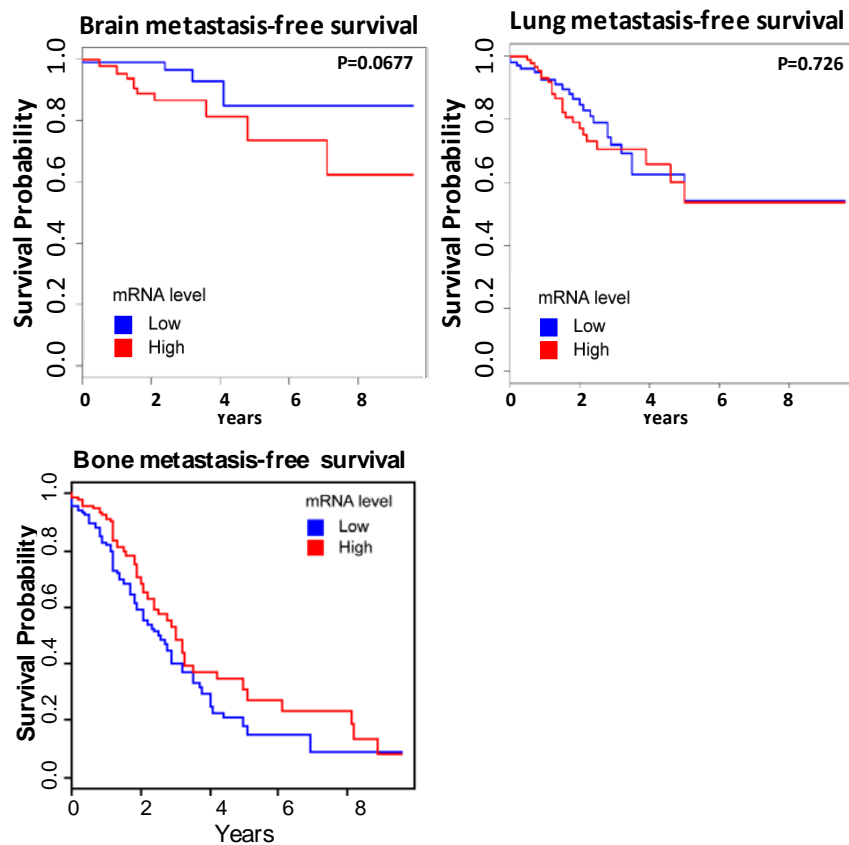 Brain metastasis-free survival
P=0.0677
Survival Probability
0.0 0.2 0.4 0.6 0.8 1.0
mRNA level
Low
High
0 2 4 6 8
Years
Lung metastasis-free survival
P=0.726
Survival Probability
0.0 0.2 0.4 0.6 0.8 1.0
mRNA level
Low
High
0 2 4 6 8
Years
Bone metastasis-free survival
Survival Probability
0.0 0.2 0.4 0.6 0.8 1.0
mRNA level
Low
High
0 2 4 6 8
Years